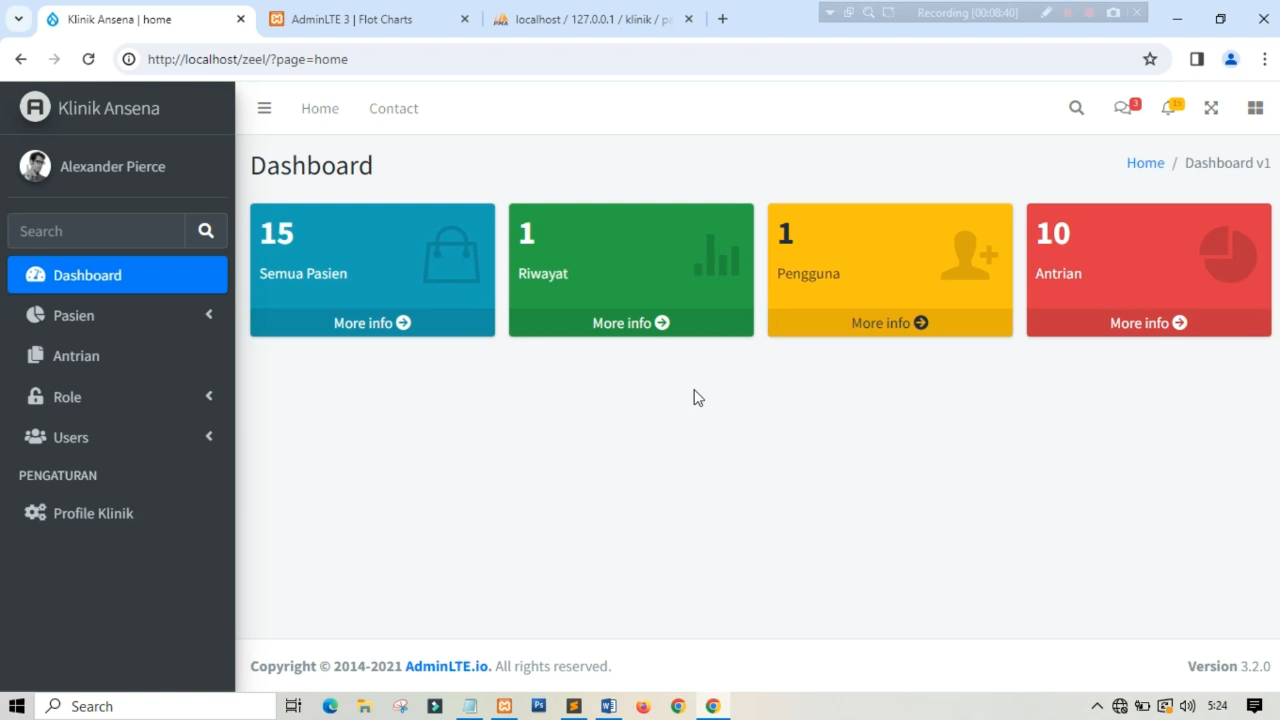 Klinik Ansena | home
AdminLTE 3 | Flot Charts
localhost / 127.0.0.1 / klinik / pa
Recording [00:08:40]
http://localhost/zeel/?page=home
Klinik Ansena
Home
Contact
3
15
Alexander Pierce
Dashboard
Home / Dashboard v1
Search
15
Semua Pasien
More info
1
Riwayat
More info
1
Pengguna
More info
10
Antrian
More info
Dashboard
Pasien
Antrian
Role
Users
PENGATURAN
Profile Klinik
Copyright © 2014-2021 AdminLTE.io. All rights reserved.
Version 3.2.0
Search
5:24